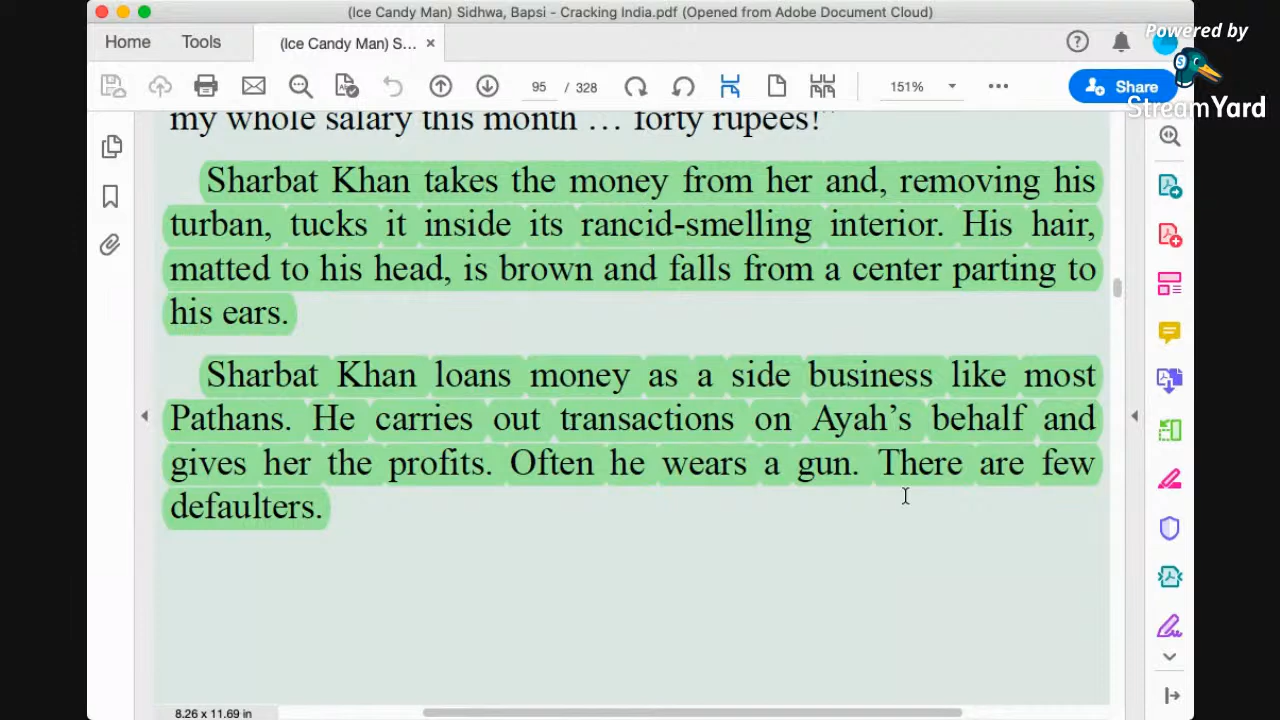 (Ice Candy Man) Sidhwa, Bapsi - Cracking India.pdf (Opened from Adobe Document Cloud)
Powered by
StreamYard
Home Tools (Ice Candy Man) S... ×
95 / 328 151% Share
my whole salary this month … forty rupees!”
Sharbat Khan takes the money from her and, removing his
turban, tucks it inside its rancid-smelling interior. His hair,
matted to his head, is brown and falls from a center parting to
his ears.
Sharbat Khan loans money as a side business like most
Pathans. He carries out transactions on Ayah’s behalf and
gives her the profits. Often he wears a gun. There are few
defaulters.
8.26 x 11.69 in